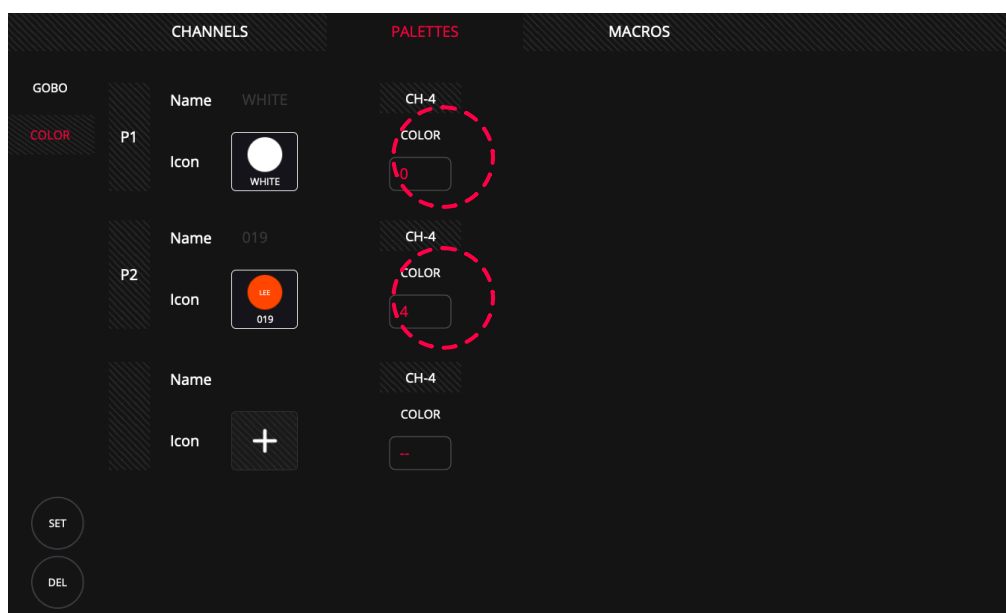 CHANNELS PALETTES MACROS
GOBO
COLOR
P1
Name WHITE
Icon
WHITE
CH-4
COLOR
0
P2
Name 019
Icon
LEE
019
CH-4
COLOR
4
Name
Icon
+
CH-4
COLOR
--
SET
DEL